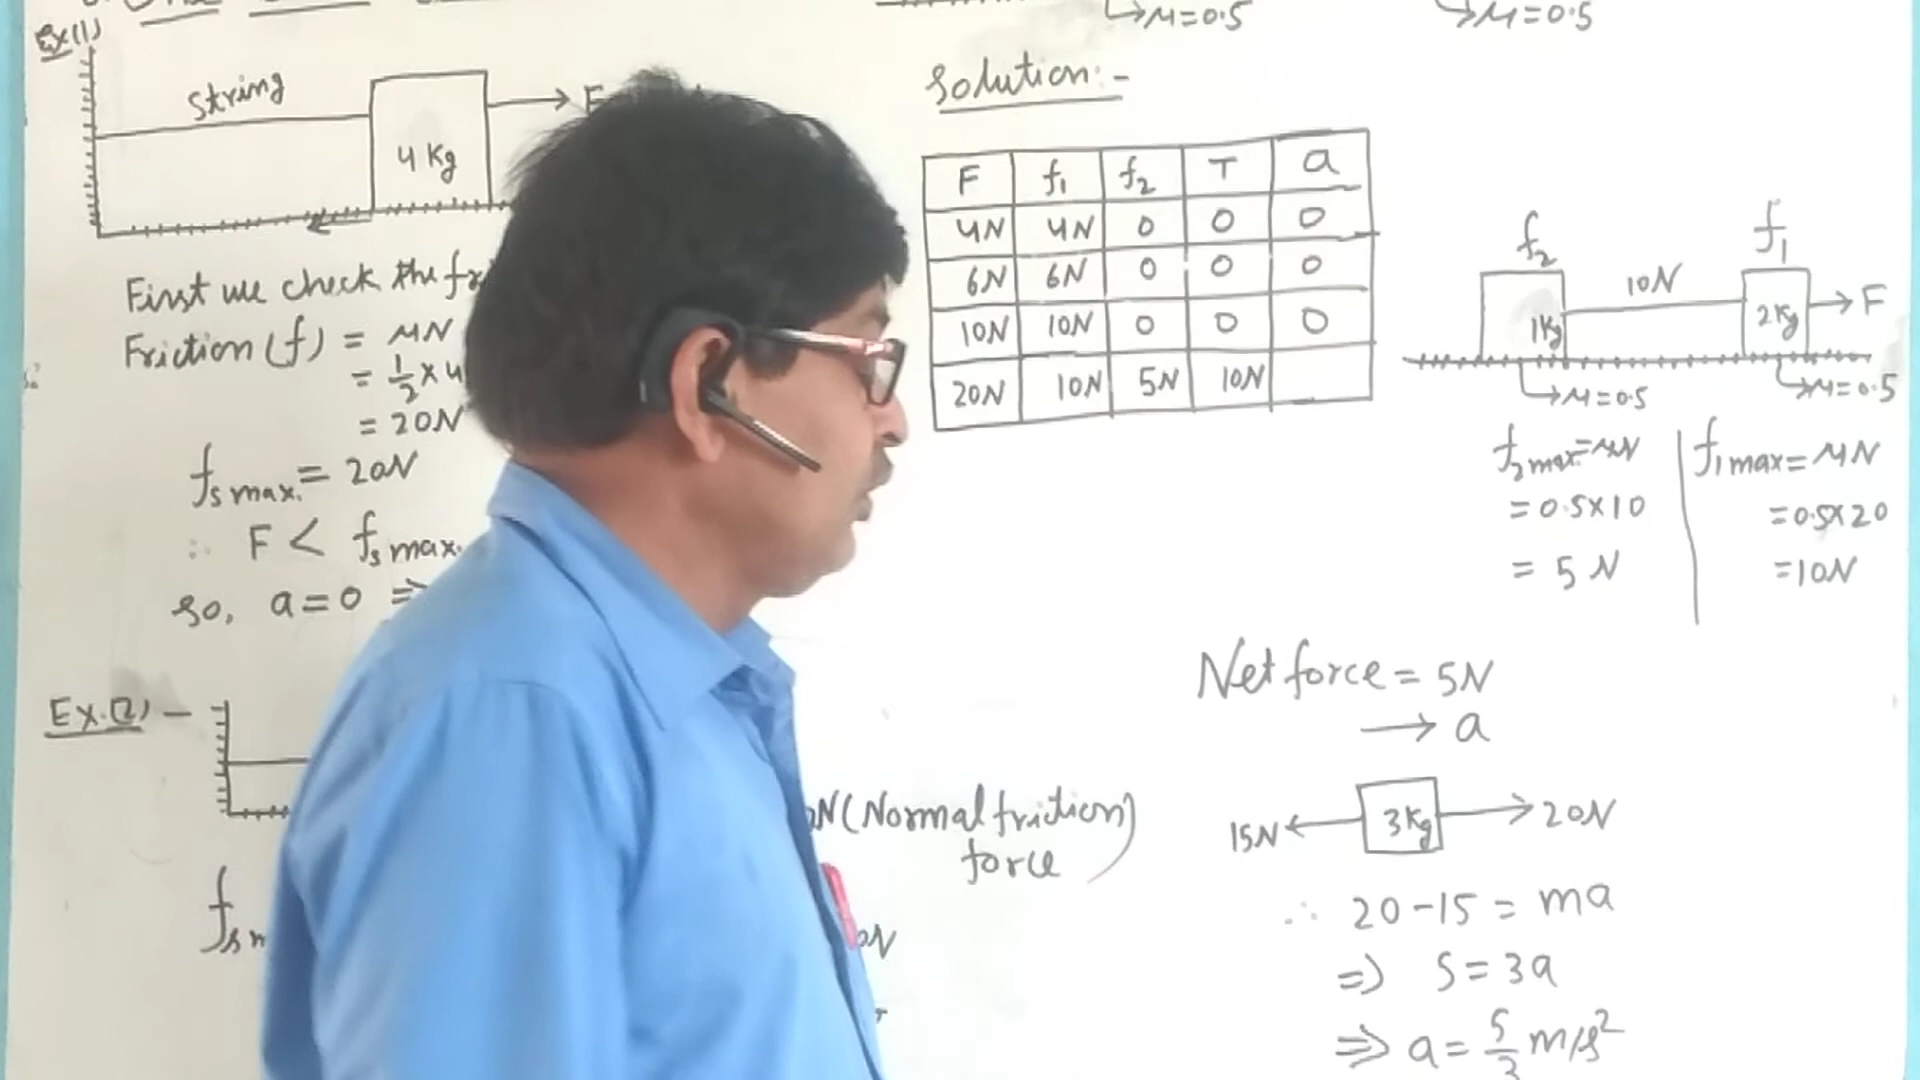 Ex(1)
string
4 Kg
F
First we check the
Friction (f) = μN
= 1/2 × 4
= 20N
fs max. = 20N
∴ F < fs max.
so, a = 0 ⇒
Ex.(2) –
N (Normal friction)
force
→ μ = 0.5
→ μ = 0.5
Solution:-
F f1 f2 T a
4N 4N 0 0 0
6N 6N 0 0 0
10N 10N 0 0 0
20N 10N 5N 10N
f2 f1
1Kg 10N 2Kg → F
→ μ = 0.5 → μ = 0.5
f2 max = μN f1 max = μN
= 0.5×10 = 0.5×20
= 5 N = 10N
Net force = 5N
→ a
15N ← 3Kg → 20N
∴ 20 - 15 = ma
⇒ 5 = 3a
⇒ a = 5/3 m/s²